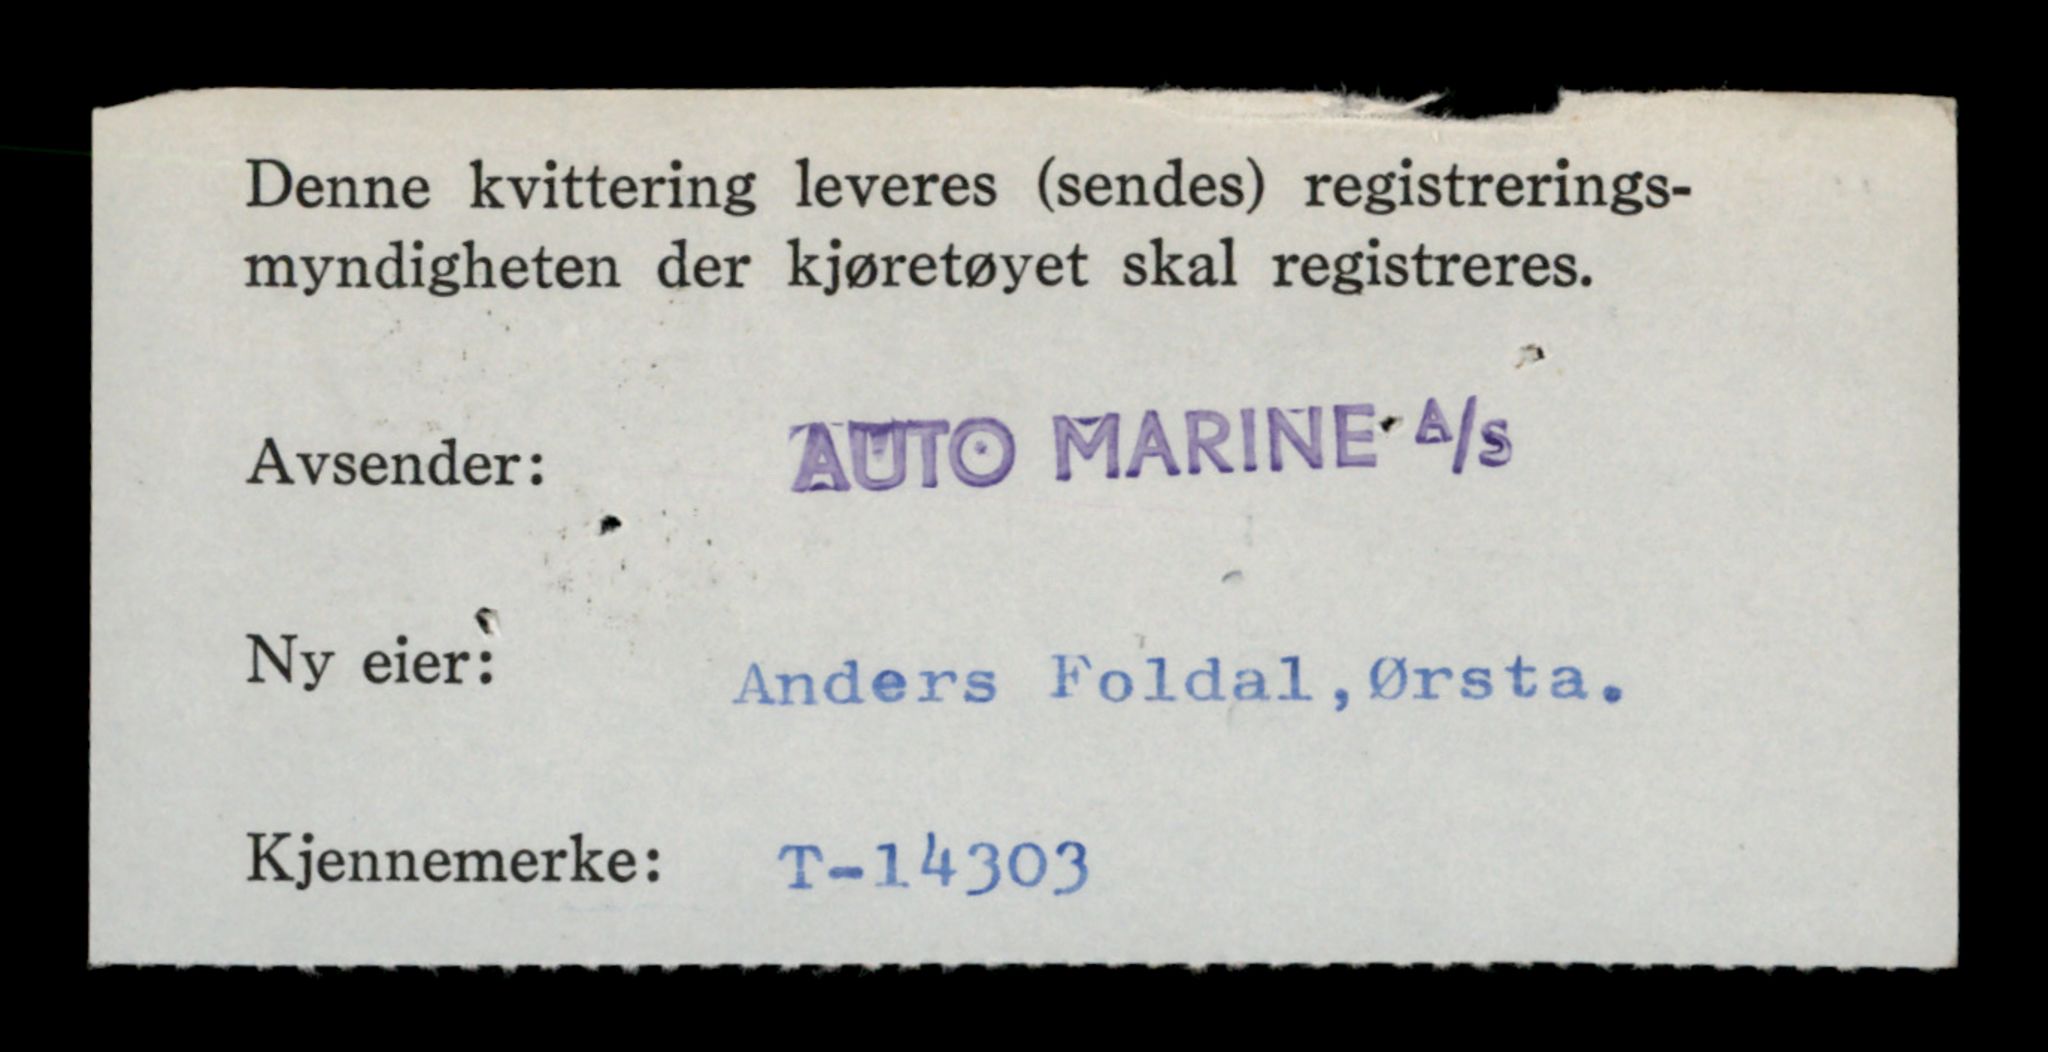 Denne kvittering leveres (sendes) registrerings-
myndigheten der kjøretøyet skal registreres.
Avsender: AUTO MARINE A/S
Ny eier: Anders Foldal,Ørsta.
Kjennemerke: T-14303